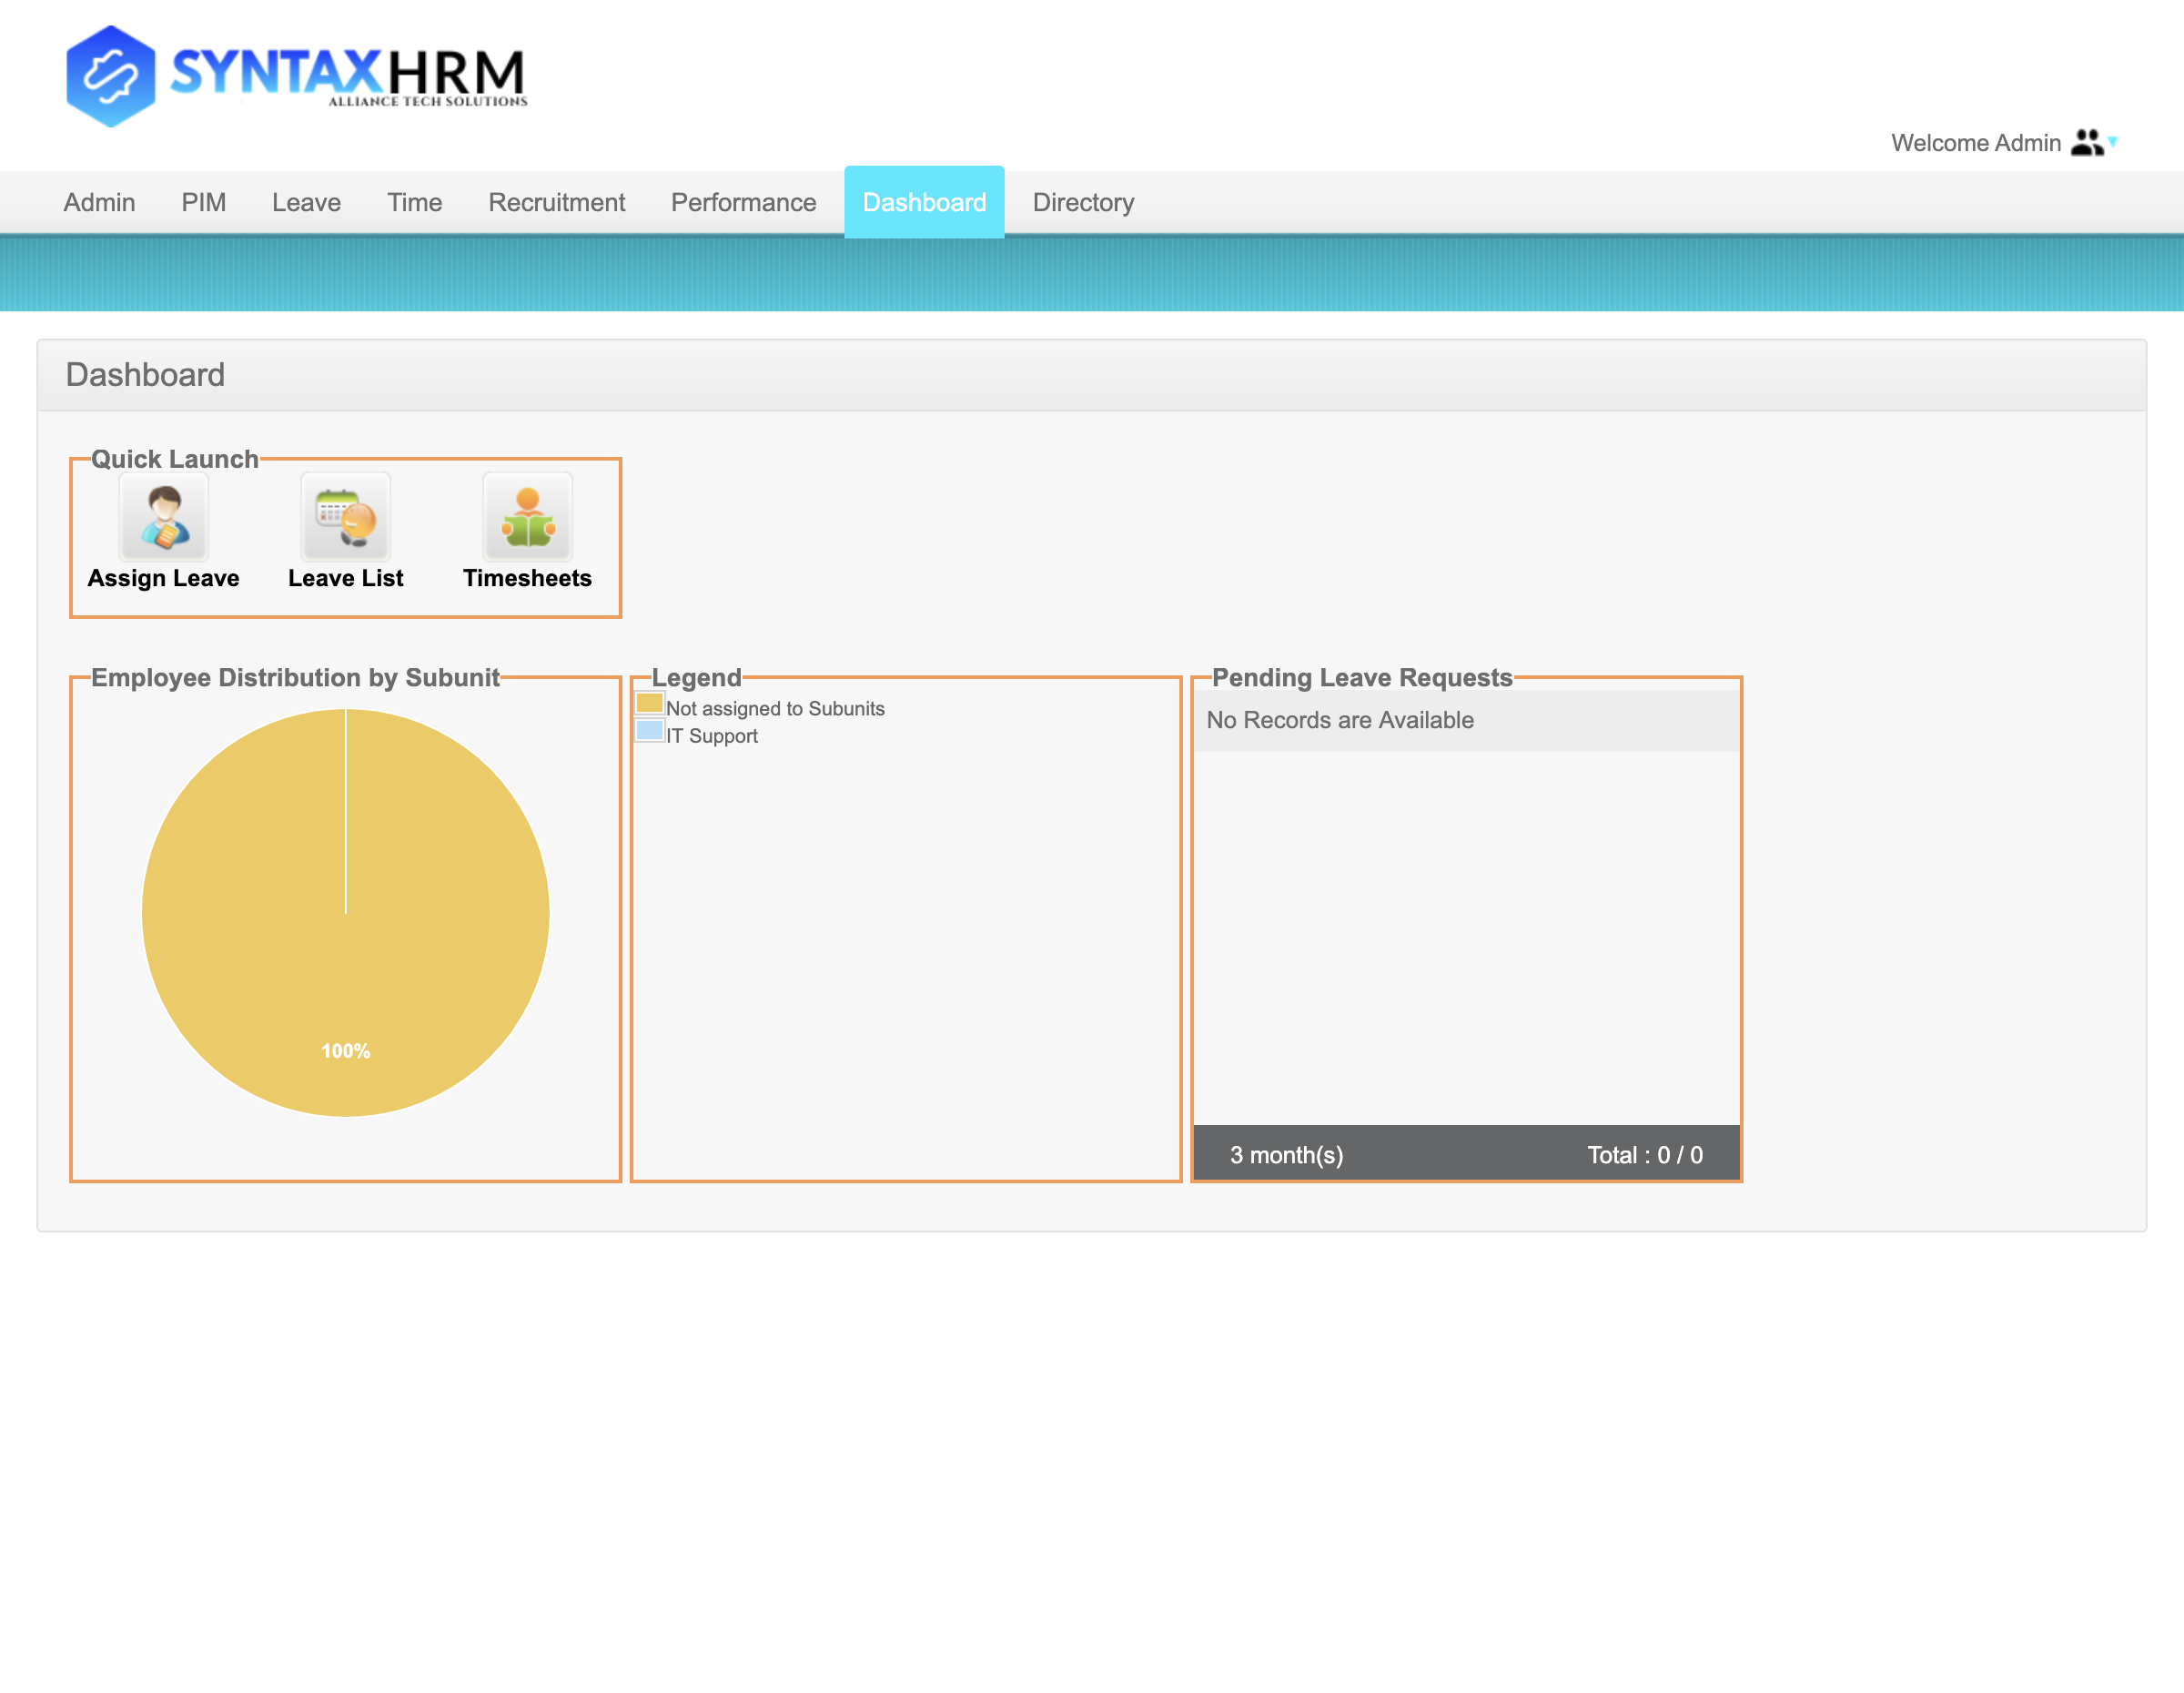 SYNTAXHRM
ALLIANCE TECH SOLUTIONS
Welcome Admin
Admin PIM Leave Time Recruitment Performance Dashboard Directory
Dashboard
Quick Launch
Assign Leave Leave List Timesheets
Employee Distribution by Subunit
100%
Legend
Not assigned to Subunits
IT Support
Pending Leave Requests
No Records are Available
3 month(s) Total : 0 / 0